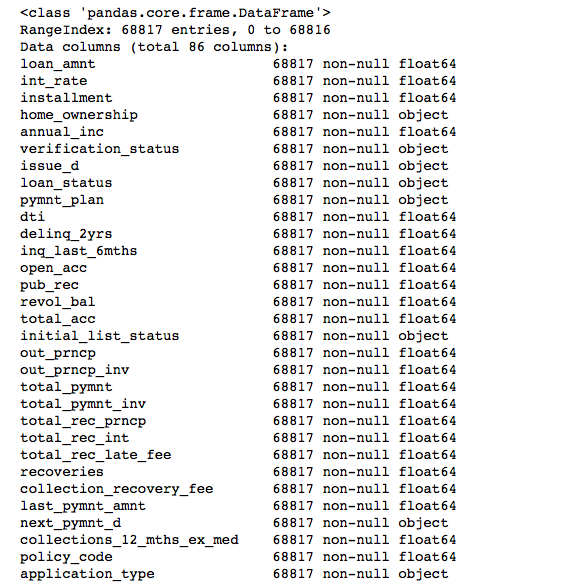 <class 'pandas.core.frame.DataFrame'>
RangeIndex: 68817 entries, 0 to 68816
Data columns (total 86 columns):
loan_amnt                     68817 non-null float64
int_rate                      68817 non-null float64
installment                   68817 non-null float64
home_ownership                68817 non-null object
annual_inc                    68817 non-null float64
verification_status           68817 non-null object
issue_d                       68817 non-null object
loan_status                   68817 non-null object
pymnt_plan                    68817 non-null object
dti                           68817 non-null float64
delinq_2yrs                   68817 non-null float64
inq_last_6mths                68817 non-null float64
open_acc                      68817 non-null float64
pub_rec                       68817 non-null float64
revol_bal                     68817 non-null float64
total_acc                     68817 non-null float64
initial_list_status           68817 non-null object
out_prncp                     68817 non-null float64
out_prncp_inv                 68817 non-null float64
total_pymnt                   68817 non-null float64
total_pymnt_inv               68817 non-null float64
total_rec_prncp               68817 non-null float64
total_rec_int                 68817 non-null float64
total_rec_late_fee            68817 non-null float64
recoveries                    68817 non-null float64
collection_recovery_fee       68817 non-null float64
last_pymnt_amnt               68817 non-null float64
next_pymnt_d                  68817 non-null object
collections_12_mths_ex_med    68817 non-null float64
policy_code                   68817 non-null float64
application_type              68817 non-null object